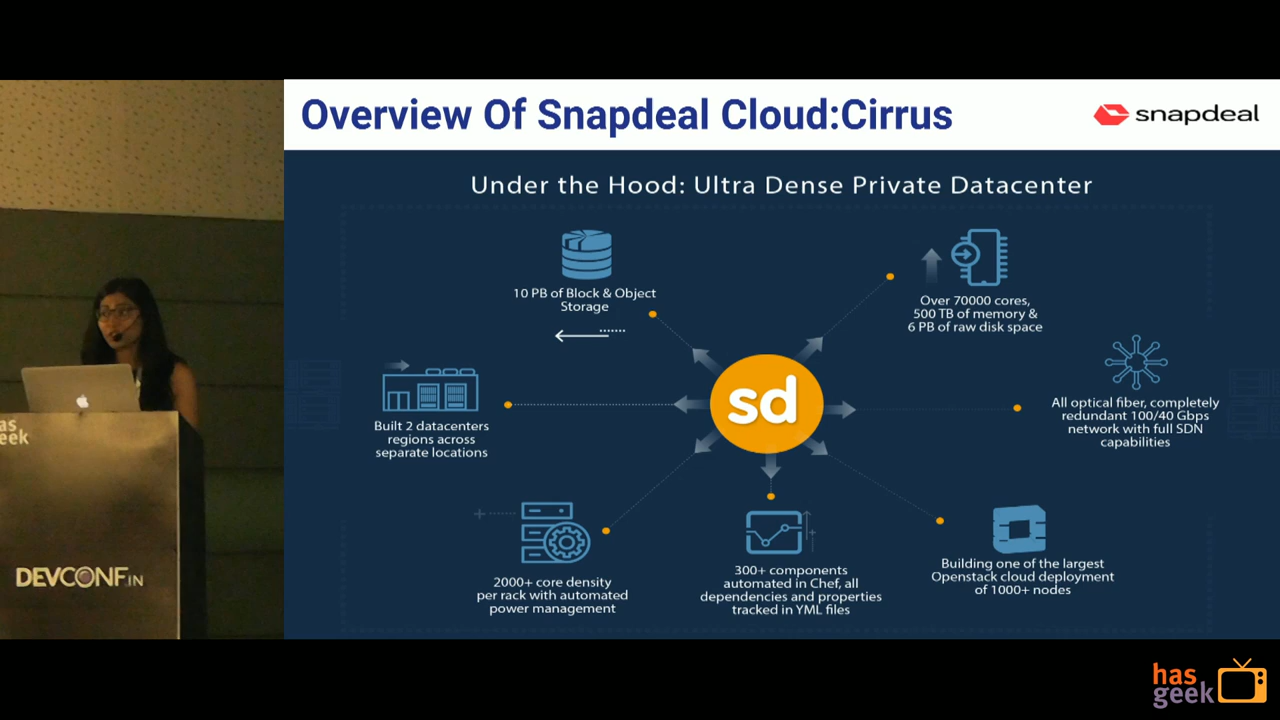 Overview Of Snapdeal Cloud:Cirrus
snapdeal
Under the Hood: Ultra Dense Private Datacenter
10 PB of Block & Object
Storage
Over 70000 cores,
500 TB of memory &
6 PB of raw disk space
Built 2 datacenters
regions across
separate locations
sd
All optical fiber, completely
redundant 100/40 Gbps
network with full SDN
capabilities
2000+ core density
per rack with automated
power management
300+ components
automated in Chef, all
dependencies and properties
tracked in YML files
Building one of the largest
Openstack cloud deployment
of 1000+ nodes
has
geek
DEVCONF.IN
has
geek